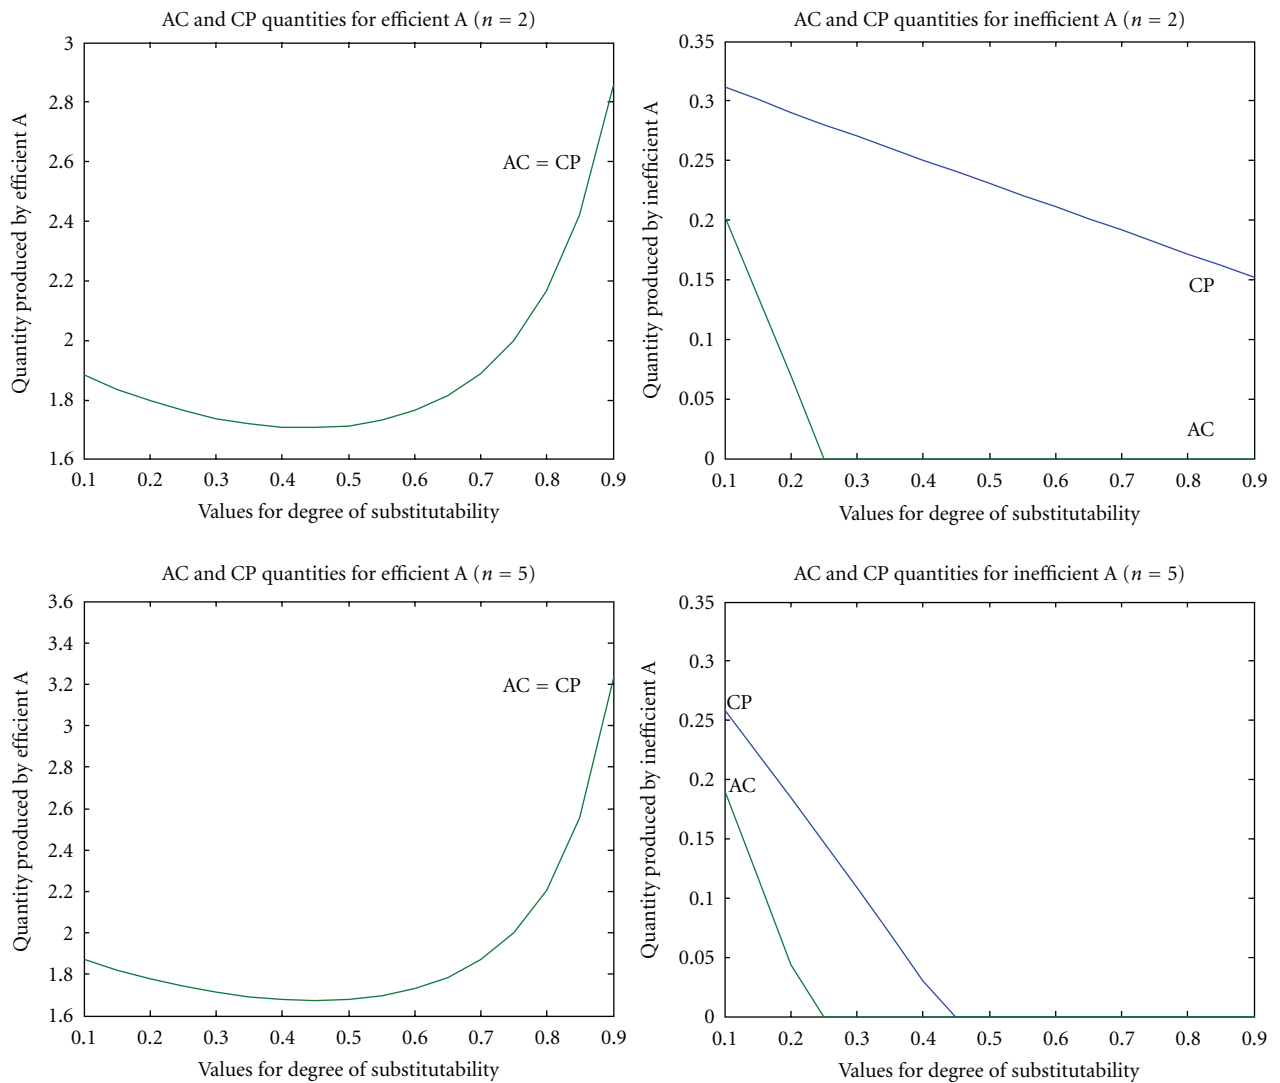 AC and CP quantities for efficient A (n = 2)
Quantity produced by efficient A
3
2.8
2.6
2.4
2.2
2
1.8
1.6
AC = CP
0.1 0.2 0.3 0.4 0.5 0.6 0.7 0.8 0.9
Values for degree of substitutability
AC and CP quantities for inefficient A (n = 2)
Quantity produced by inefficient A
0.35
0.3
0.25
0.2
0.15
0.1
0.05
0
CP
AC
0.1 0.2 0.3 0.4 0.5 0.6 0.7 0.8 0.9
Values for degree of substitutability
AC and CP quantities for efficient A (n = 5)
Quantity produced by efficient A
3.6
3.4
3.2
3
2.8
2.6
2.4
2.2
2
1.8
1.6
AC = CP
0.1 0.2 0.3 0.4 0.5 0.6 0.7 0.8 0.9
Values for degree of substitutability
AC and CP quantities for inefficient A (n = 5)
Quantity produced by inefficient A
0.35
0.3
0.25
0.2
0.15
0.1
0.05
0
CP
AC
0.1 0.2 0.3 0.4 0.5 0.6 0.7 0.8 0.9
Values for degree of substitutability